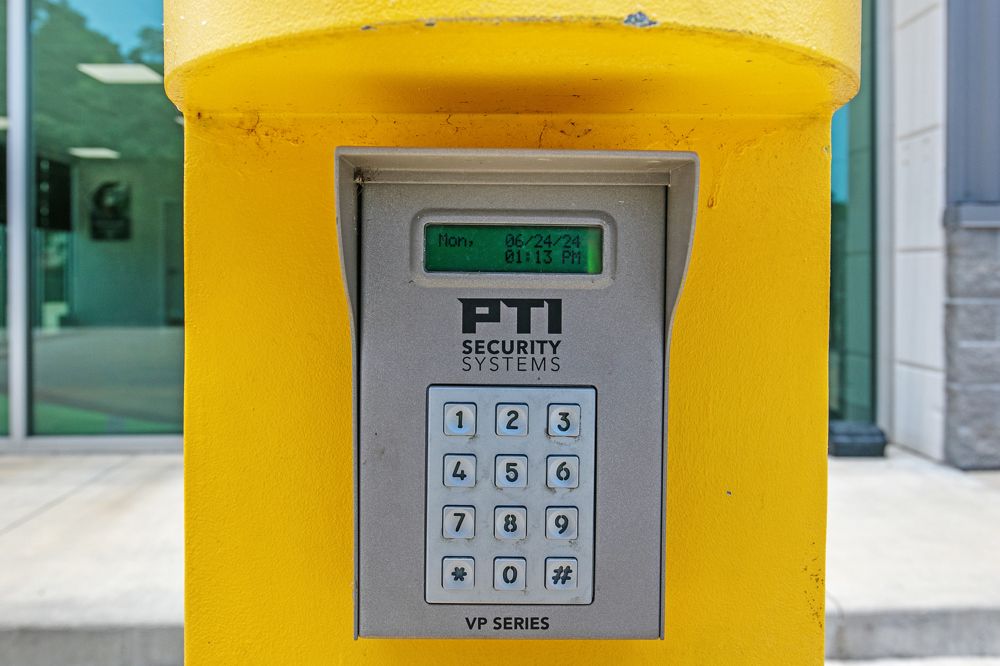 Mon, 06/24/24
01:13 PM
PTI
SECURITY
SYSTEMS
1 2 3
4 5 6
7 8 9
* 0 #
VP SERIES